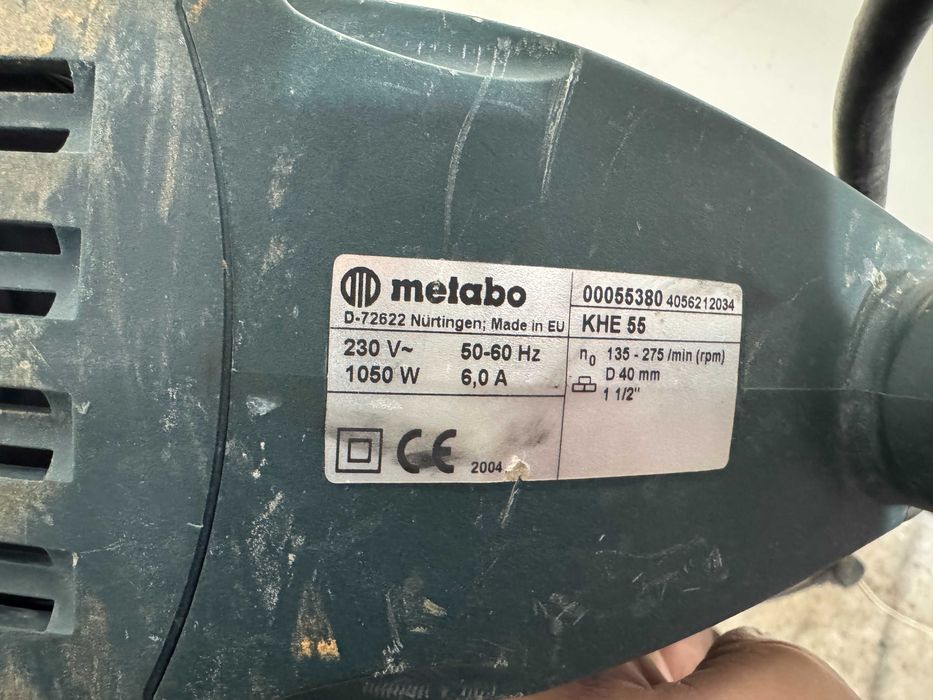 metabo
D-72622 Nürtingen; Made in EU
230 V~ 50-60 Hz
1050 W 6,0 A
CE 2004
00055380 4056212034
KHE 55
n0 135 - 275 /min (rpm)
D 40 mm
1 1/2"